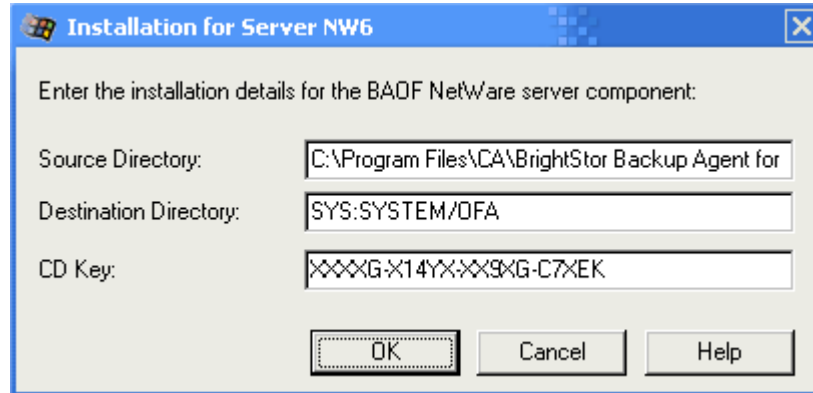 Installation for Server NW6
Enter the installation details for the BAOF NetWare server component:
Source Directory: C:\Program Files\CA\BrightStor Backup Agent for
Destination Directory: SYS:SYSTEM/OFA
CD Key: XXXXG-X14YX-XX9XG-C7XEK
OK Cancel Help